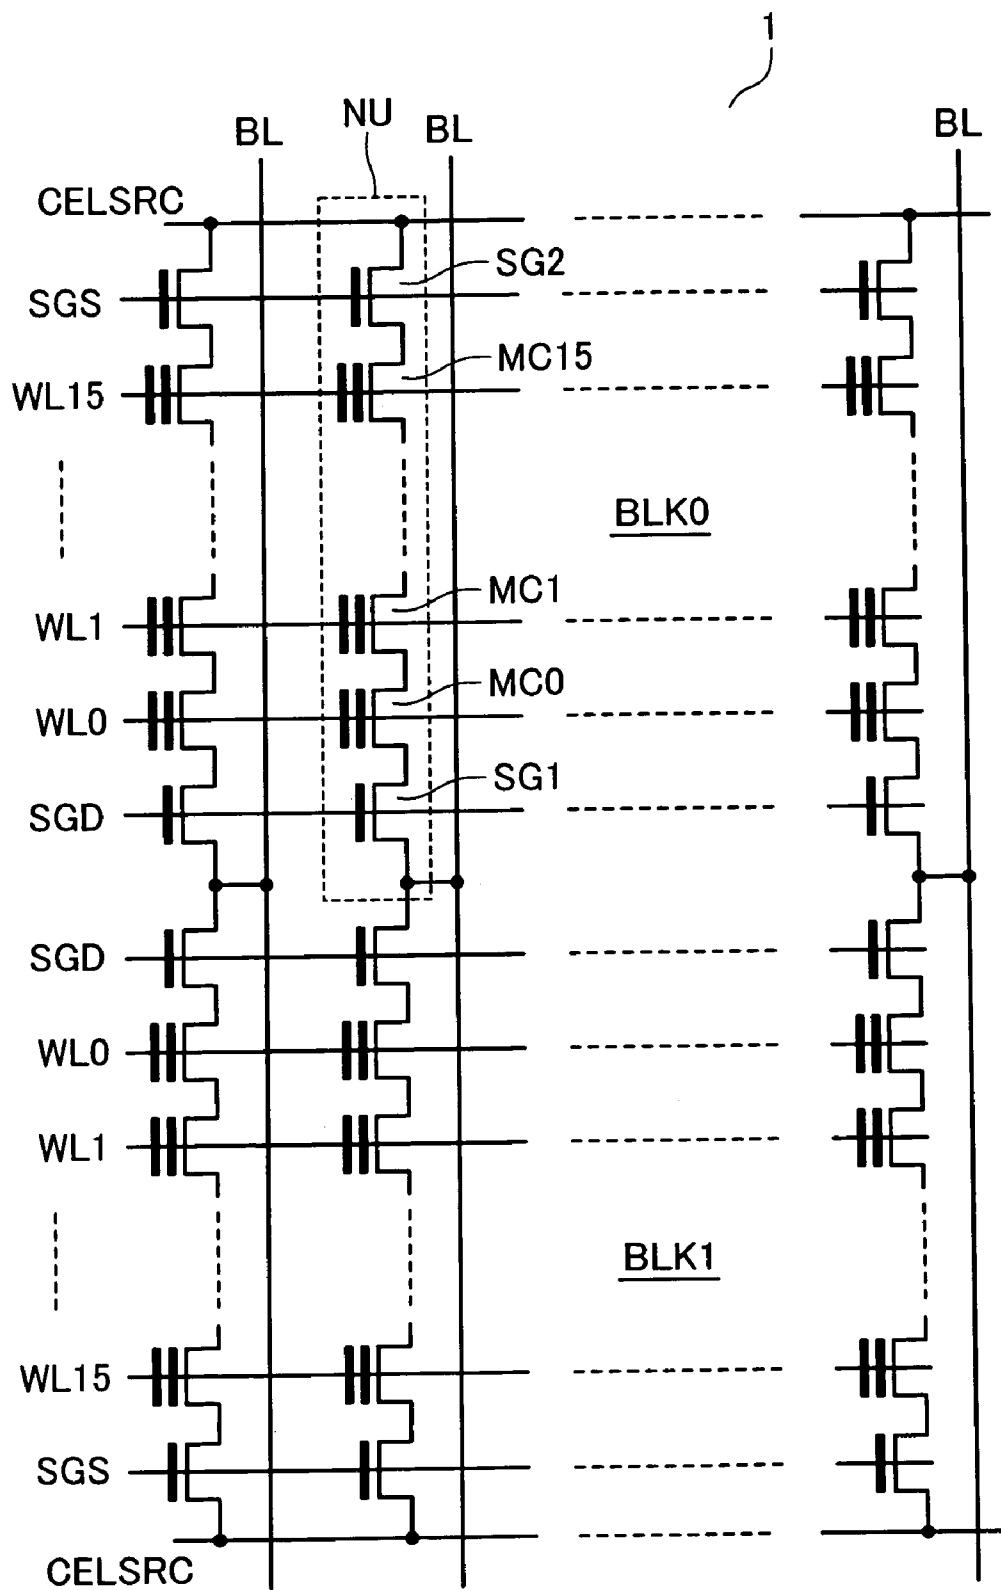 1
BL NU BL BL
CELSRC
SGS SG2
WL15 MC15
BLK0
WL1 MC1
WL0 MC0
SGD SG1
SGD
WL0
WL1
BLK1
WL15
SGS
CELSRC